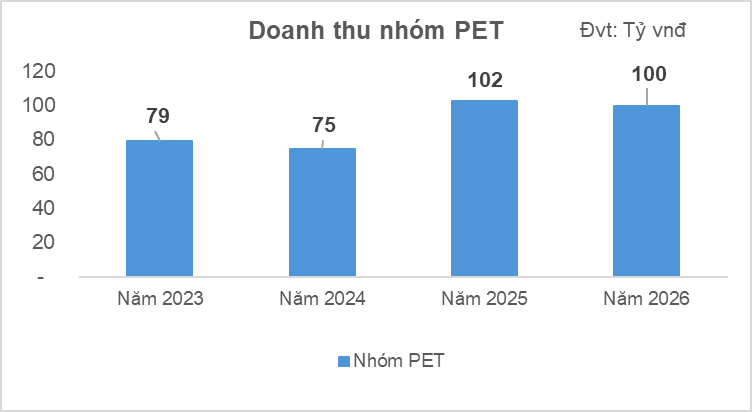 Doanh thu nhóm PET
Đvt: Tỷ vnđ
120
100
80
60
40
20
-
79
75
102
100
Năm 2023
Năm 2024
Năm 2025
Năm 2026
Nhóm PET